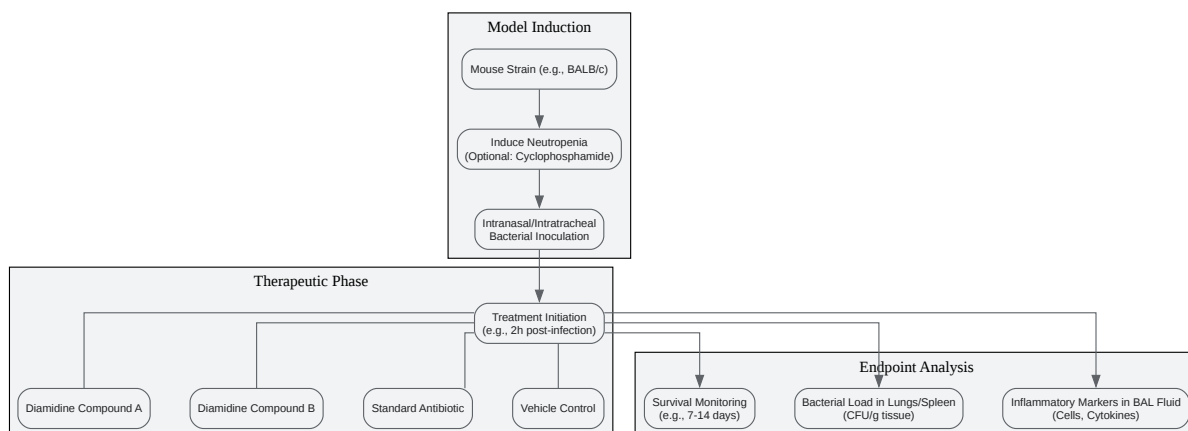 Model Induction
Mouse Strain (e.g., BALB/c)
Induce Neutropenia
(Optional: Cyclophosphamide)
Intranasal/Intratracheal
Bacterial Inoculation
Therapeutic Phase
Treatment Initiation
(e.g., 2h post-infection)
Diamidine Compound A
Diamidine Compound B
Standard Antibiotic
Vehicle Control
Endpoint Analysis
Survival Monitoring
(e.g., 7-14 days)
Bacterial Load in Lungs/Spleen
(CFU/g tissue)
Inflammatory Markers in BAL Fluid
(Cells, Cytokines)